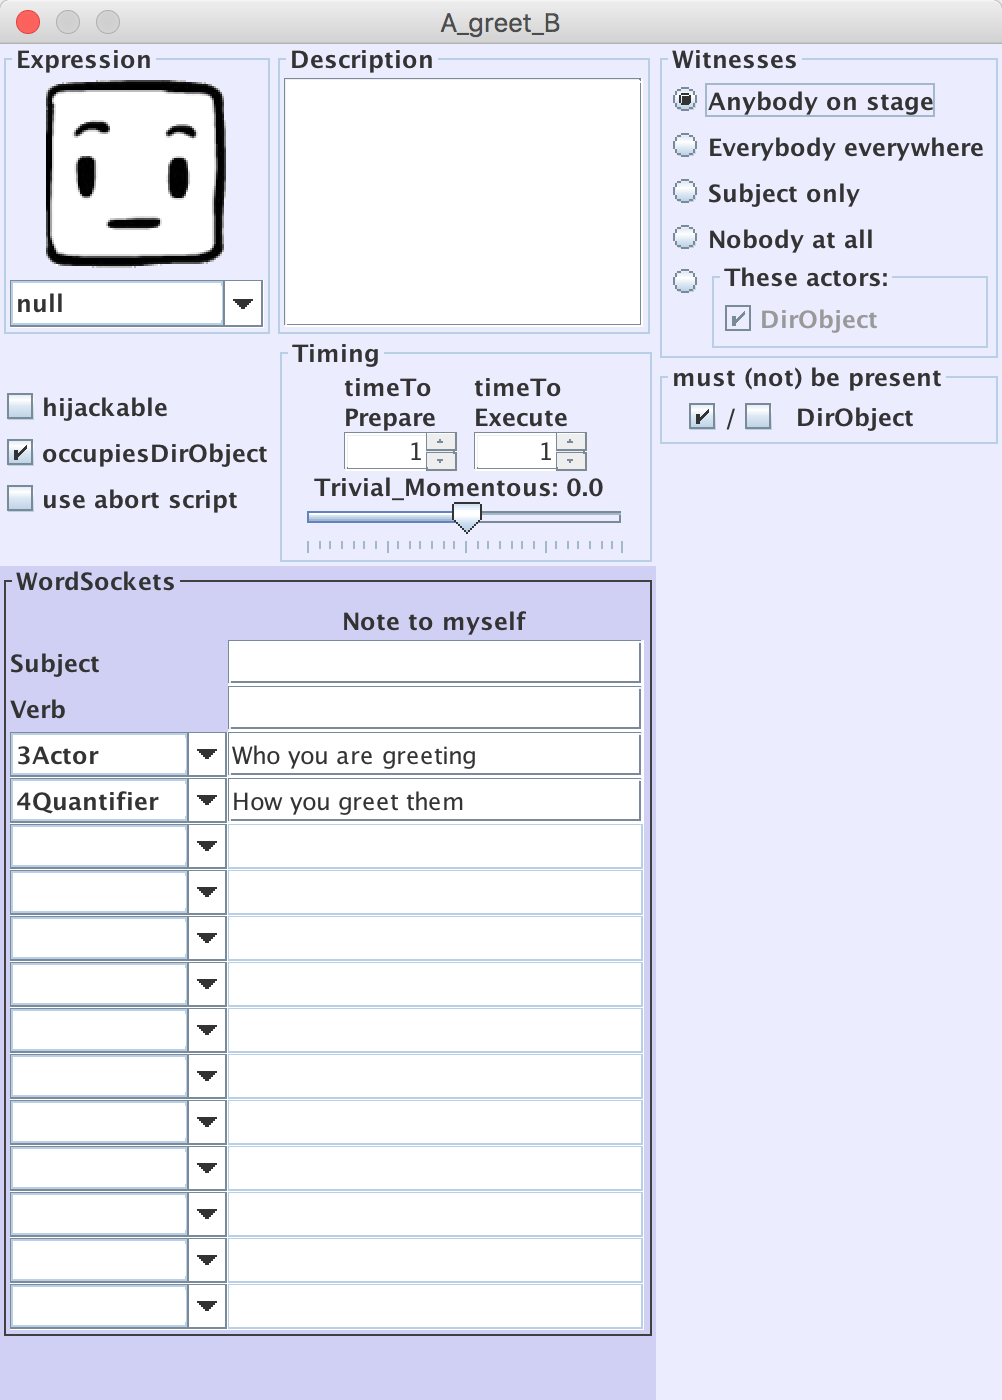 A_greet_B
Expression
null
Description
Witnesses
Anybody on stage
Everybody everywhere
Subject only
Nobody at all
These actors:
DirObject
hijackable
occupiesDirObject
use abort script
Timing
timeTo Prepare
1
timeTo Execute
1
Trivial_Momentous: 0.0
must (not) be present
/ DirObject
WordSockets
Note to myself
Subject
Verb
3Actor Who you are greeting
4Quantifier How you greet them